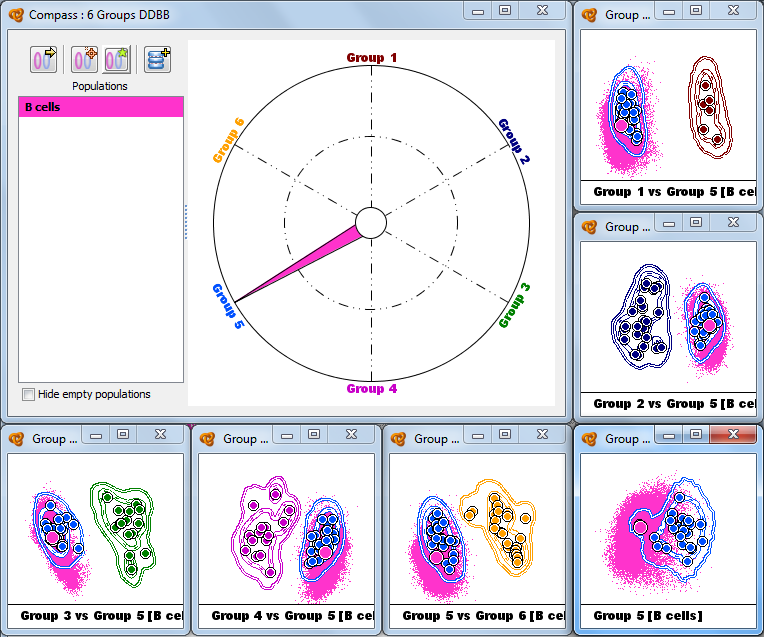 Compass : 6 Groups DDBB
Populations
B cells
Hide empty populations
Group 1
Group 2
Group 3
Group 4
Group 5
Group 6
Group ...
Group 1 vs Group 5 [B cel
Group ...
Group 2 vs Group 5 [B cel
Group ...
Group 3 vs Group 5 [B cel
Group ...
Group 4 vs Group 5 [B cel
Group ...
Group 5 vs Group 6 [B cel
Group ...
Group 5 [B cells]